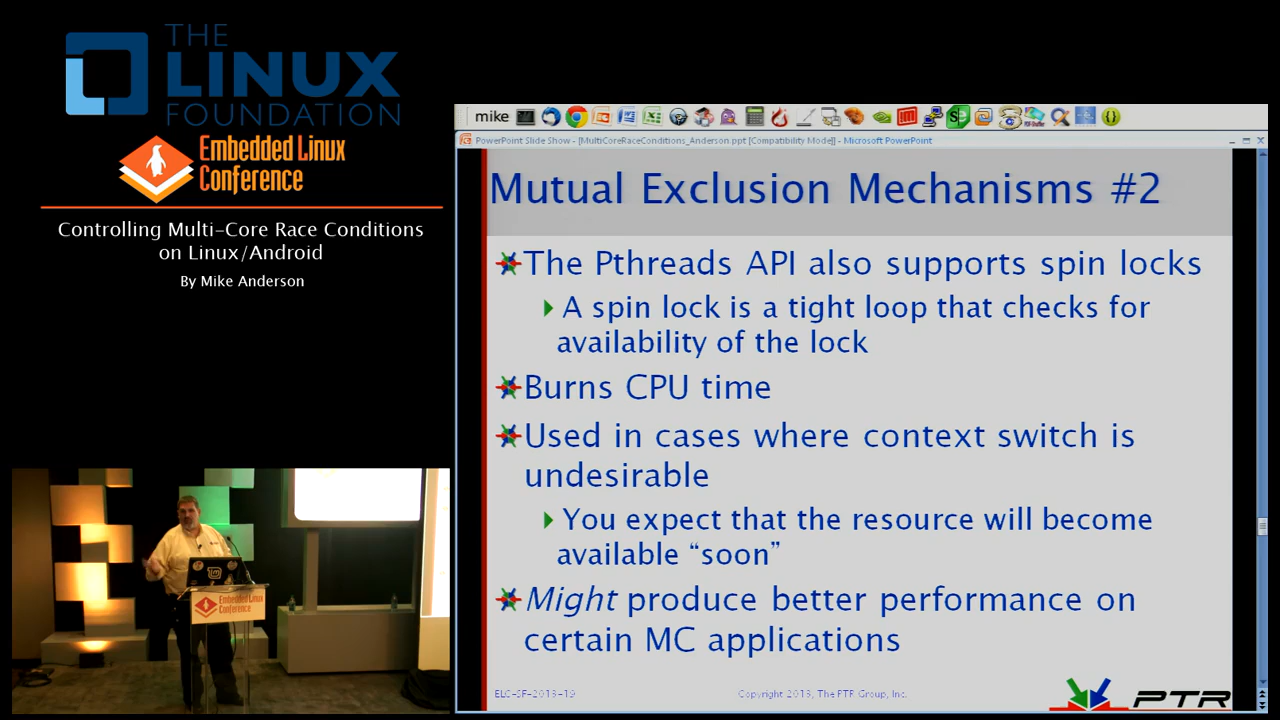 THE
LINUX
FOUNDATION
Embedded Linux
Conference
Controlling Multi-Core Race Conditions
on Linux/Android
By Mike Anderson
mike
PowerPoint Slide Show - [MultiCoreRaceConditions_Anderson.ppt [Compatibility Mode]] - Microsoft PowerPoint
Mutual Exclusion Mechanisms #2
The Pthreads API also supports spin locks
A spin lock is a tight loop that checks for
availability of the lock
Burns CPU time
Used in cases where context switch is
undesirable
You expect that the resource will become
available “soon”
Might produce better performance on
certain MC applications
ELC-SF-2013-19
Copyright 2013, The PTR Group, Inc.
PTR
Embedded Linux
Conference